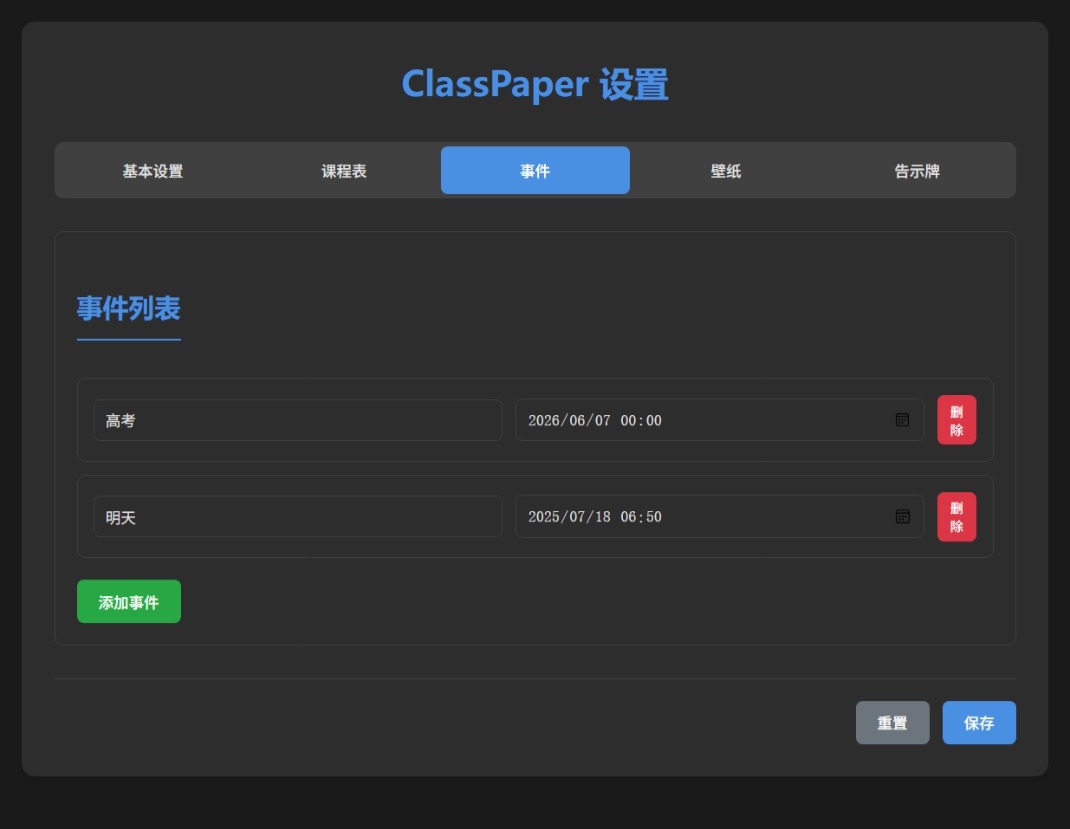 ClassPaper 设置
基本设置 课程表 事件 壁纸 告示牌
事件列表
高考 2026/06/07 00:00 删除
明天 2025/07/18 06:50 删除
添加事件
重置 保存